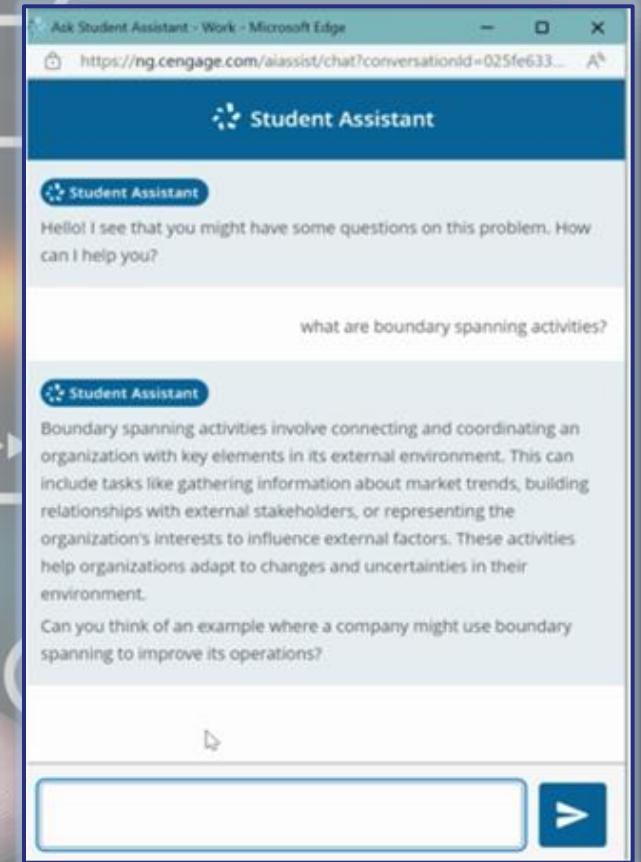 Ask Student Assistant - Work - Microsoft Edge
https://ng.cengage.com/aiassist/chat?conversationId=025fe633...
Student Assistant
Student Assistant
Hello! I see that you might have some questions on this problem. How
can I help you?
what are boundary spanning activities?
Student Assistant
Boundary spanning activities involve connecting and coordinating an
organization with key elements in its external environment. This can
include tasks like gathering information about market trends, building
relationships with external stakeholders, or representing the
organization's interests to influence external factors. These activities
help organizations adapt to changes and uncertainties in their
environment.
Can you think of an example where a company might use boundary
spanning to improve its operations?